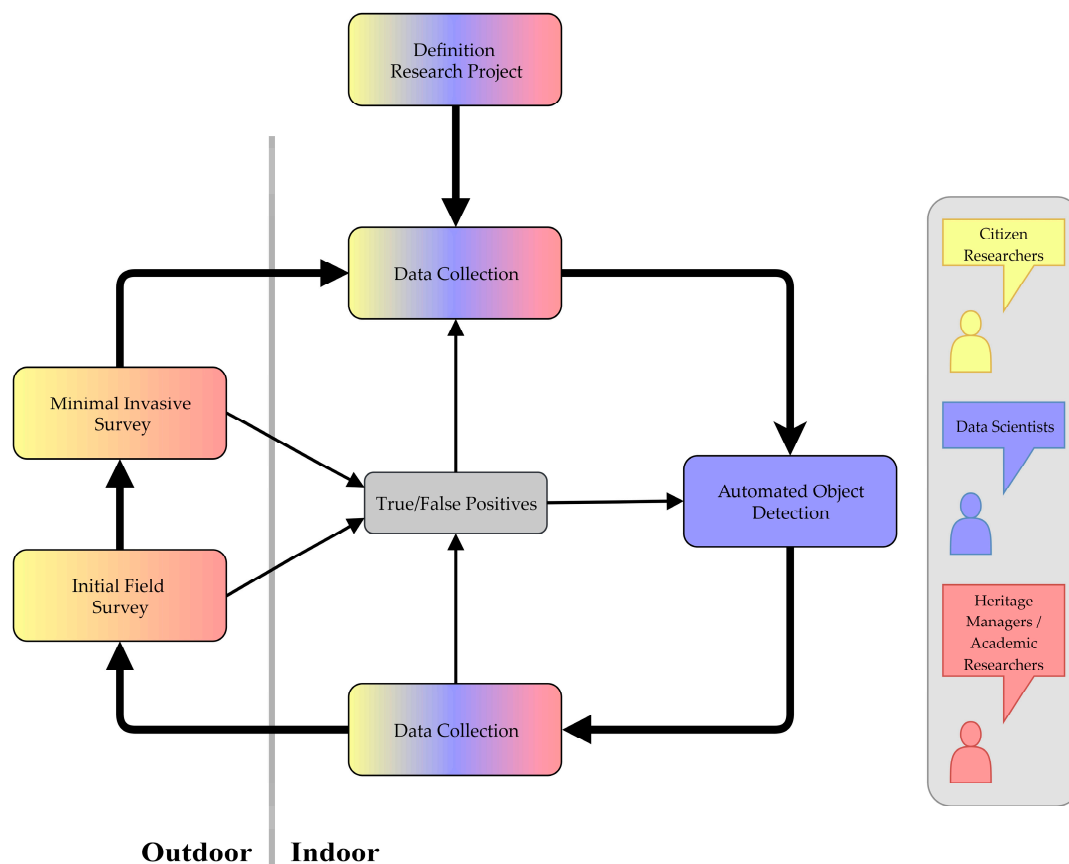 Definition
Research Project
Data Collection
Minimal Invasive
Survey
True/False Positives
Automated Object
Detection
Initial Field
Survey
Data Collection
Outdoor
Indoor
Citizen
Researchers
Data Scientists
Heritage
Managers /
Academic
Researchers